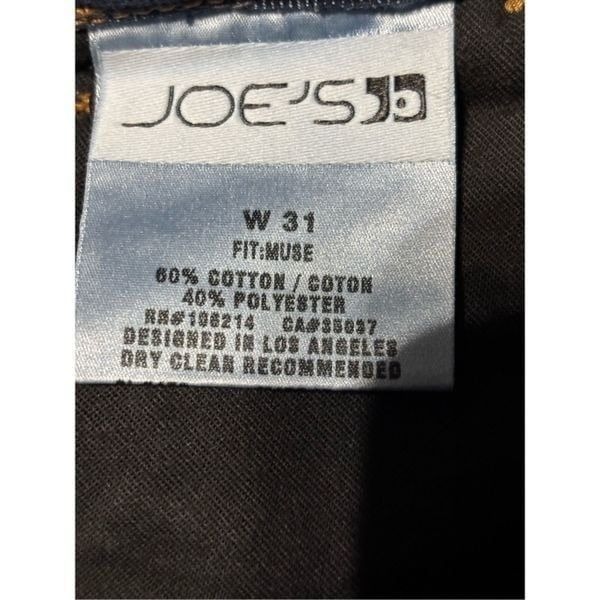 JOE'S
W 31
FIT:MUSE
60% COTTON / COTON
40% POLYESTER
RN#106214 CA#35037
DESIGNED IN LOS ANGELES
DRY CLEAN RECOMMENDED